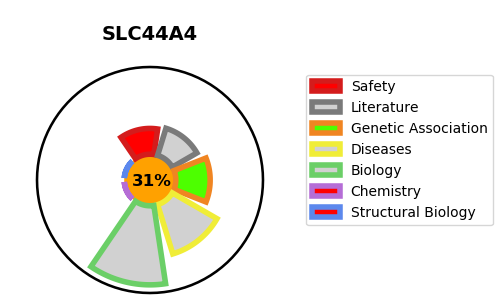 SLC44A4
31%
Safety
Literature
Genetic Association
Diseases
Biology
Chemistry
Structural Biology